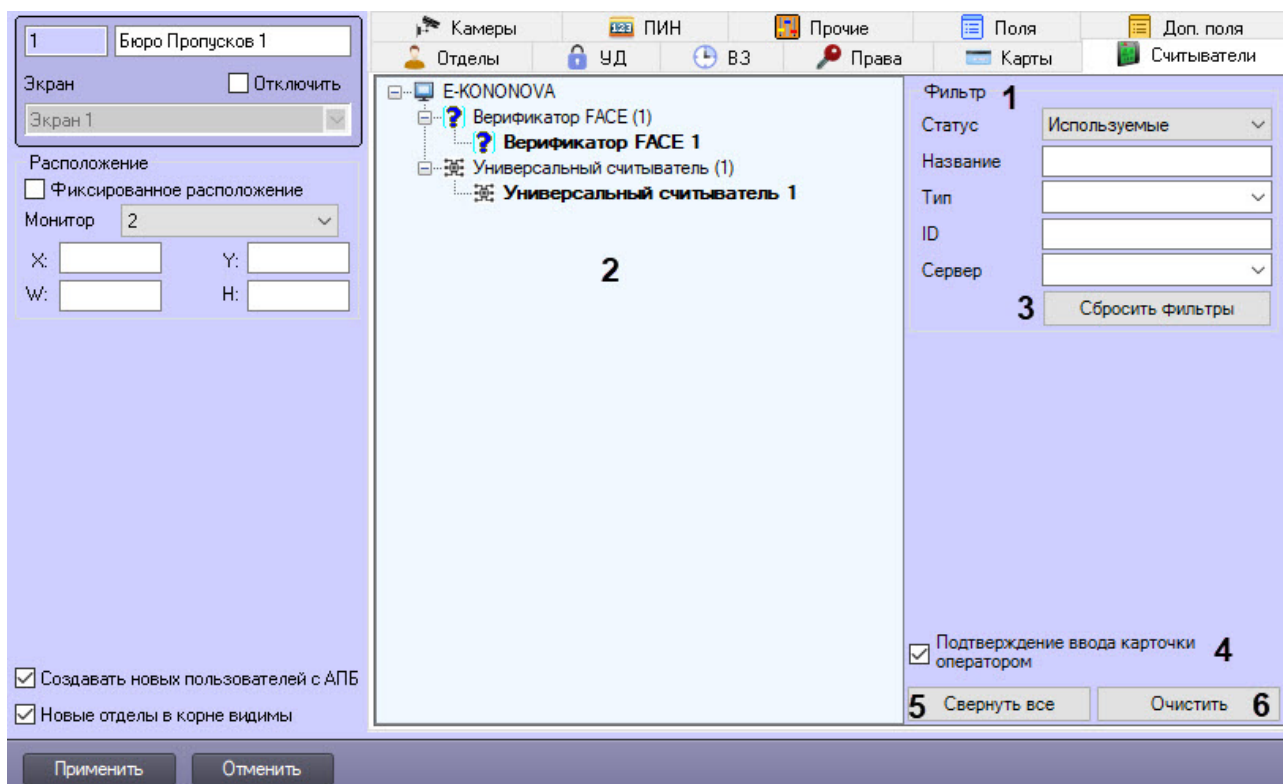 1
Бюро Пропусков 1
Экран
Отключить
Экран 1
Расположение
Фиксированное расположение
Монитор 2
X: Y:
W: H:
Создавать новых пользователей с АПБ
Новые отделы в корне видимы
Камеры ПИН Прочие Поля Доп. поля
Отделы УД ВЗ Права Карты Считыватели
E-KONONOVA
Верификатор FACE (1)
Верификатор FACE 1
Универсальный считыватель (1)
Универсальный считыватель 1
2
Фильтр 1
Статус Используемые
Название
Тип
ID
Сервер
3 Сбросить фильтры
Подтверждение ввода карточки
оператором 4
5 Свернуть все Очистить 6
Применить Отменить